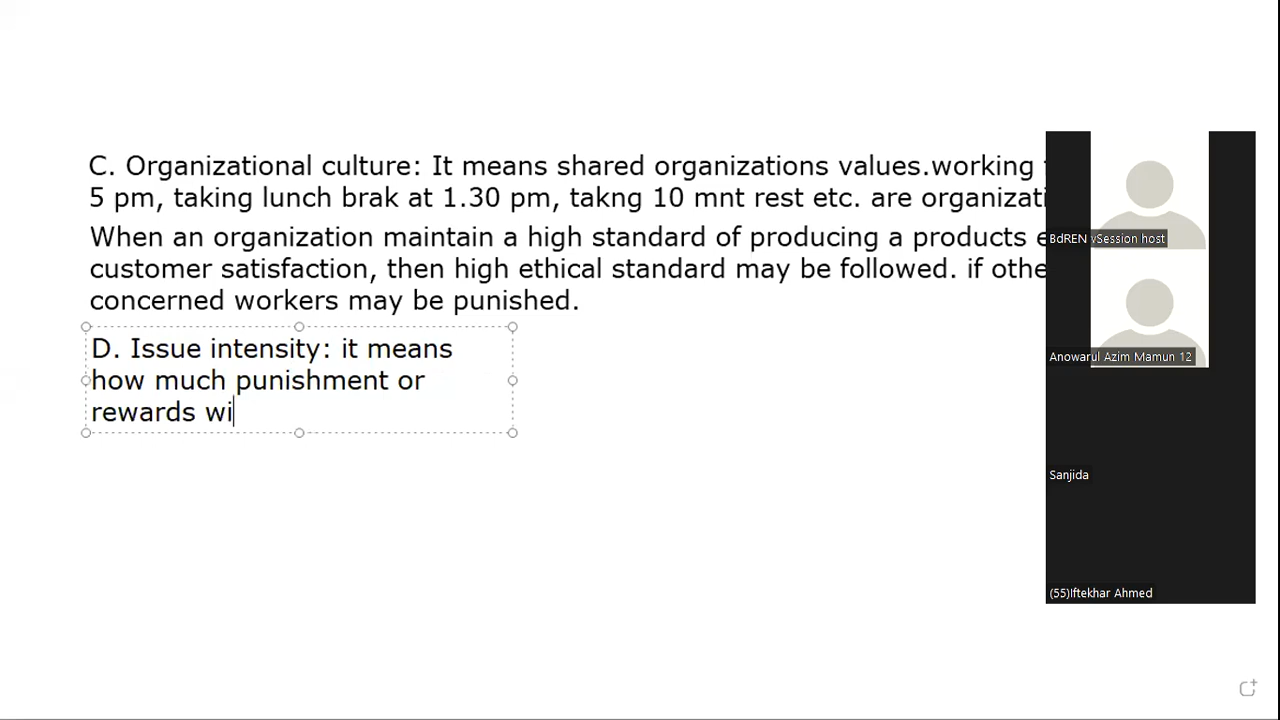 C. Organizational culture: It means shared organizations values.working
5 pm, taking lunch brak at 1.30 pm, takng 10 mnt rest etc. are organizati
When an organization maintain a high standard of producing a products e
customer satisfaction, then high ethical standard may be followed. if othe
concerned workers may be punished.
D. Issue intensity: it means
how much punishment or
rewards wi
BdREN Session host
Anowarul Azim Mamun 12
Sanjida
(55)Iftekhar Ahmed